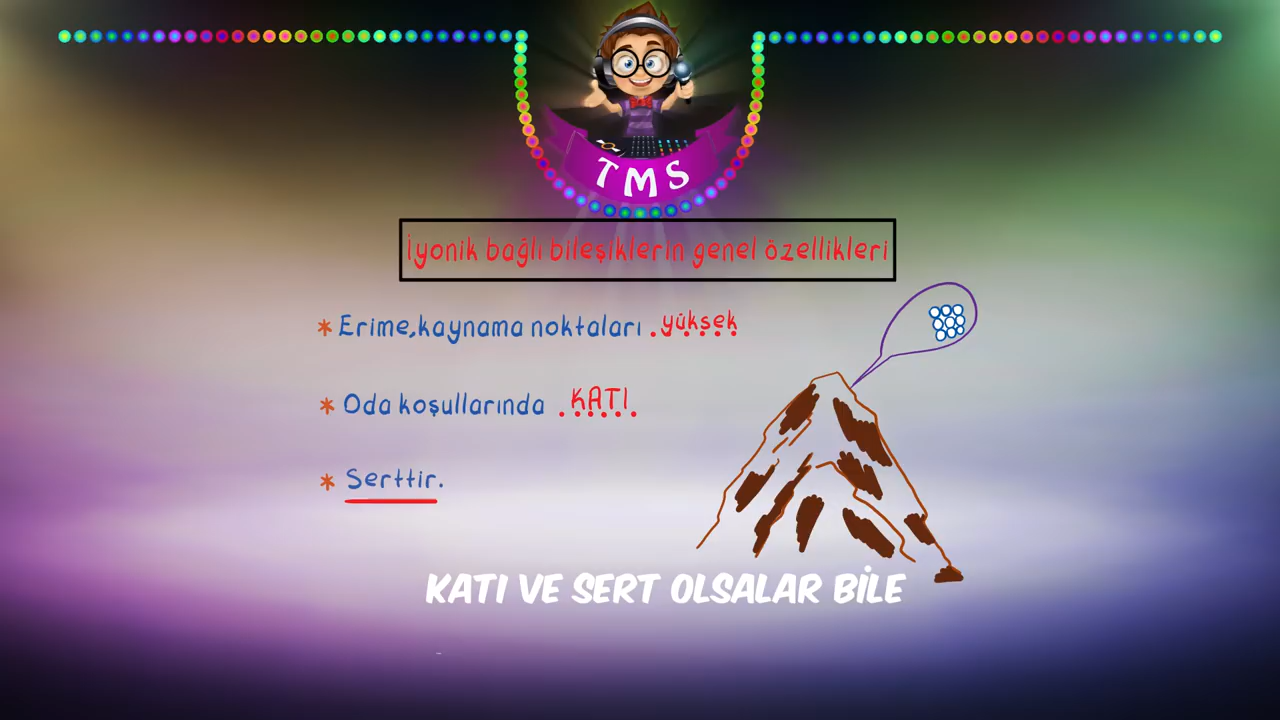 TMS
İyonik bağlı bileşiklerin genel özellikleri
* Erime,kaynama noktaları .yüksek
* Oda koşullarında KATI
* Serttir.
KATI VE SERT OLSALAR BİLE